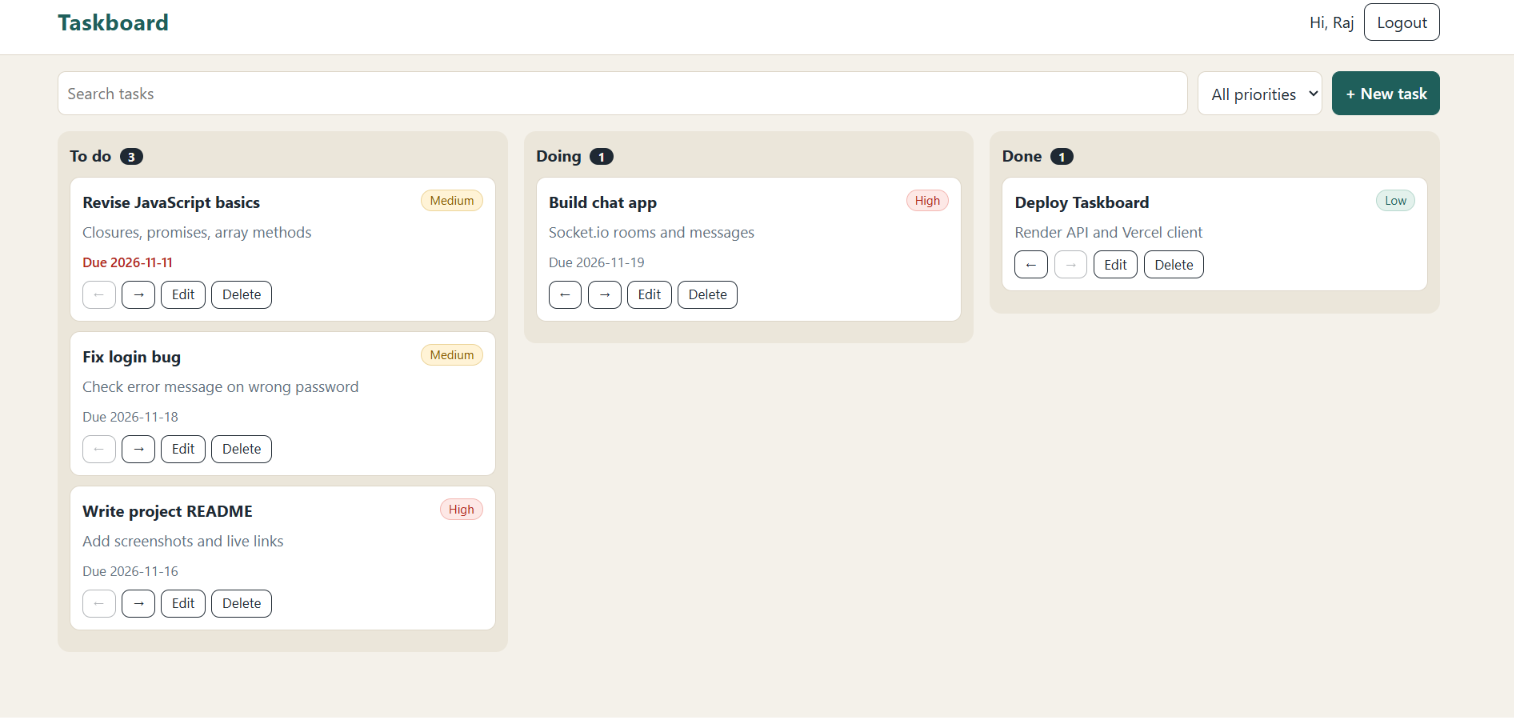 Taskboard
Hi, Raj Logout
Search tasks
All priorities
+ New task
To do 3
Revise JavaScript basics Medium
Closures, promises, array methods
Due 2026-11-11
← → Edit Delete
Fix login bug Medium
Check error message on wrong password
Due 2026-11-18
← → Edit Delete
Write project README High
Add screenshots and live links
Due 2026-11-16
← → Edit Delete
Doing 1
Build chat app High
Socket.io rooms and messages
Due 2026-11-19
← → Edit Delete
Done 1
Deploy Taskboard Low
Render API and Vercel client
← → Edit Delete